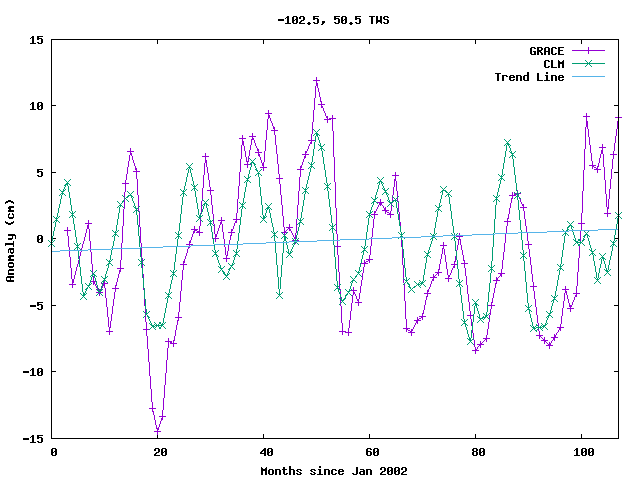 -102.5, 50.5 TWS
GRACE
CLM
Trend Line
15
10
5
0
-5
-10
-15
Anomaly (cm)
0 20 40 60 80 100
Months since Jan 2002